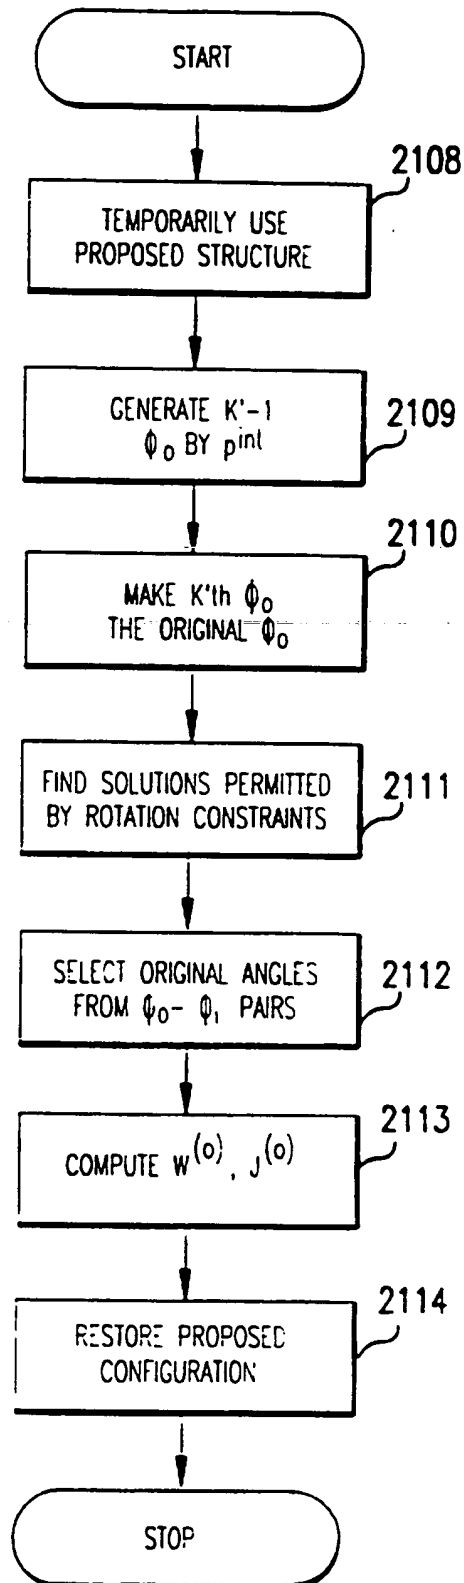 START
2108
TEMPORARILY USE
PROPOSED STRUCTURE
GENERATE K'-1
ϕ₀ BY pⁱⁿᵗ
2109
2110
MAKE K'th ϕ₀
THE ORIGINAL ϕ₀
FIND SOLUTIONS PERMITTED
BY ROTATION CONSTRAINTS
2111
SELECT ORIGINAL ANGLES
FROM ϕ₀- ϕ₁ PAIRS
2112
2113
COMPUTE W⁽⁰⁾, J⁽⁰⁾
2114
RESTORE PROPOSED
CONFIGURATION
STOP